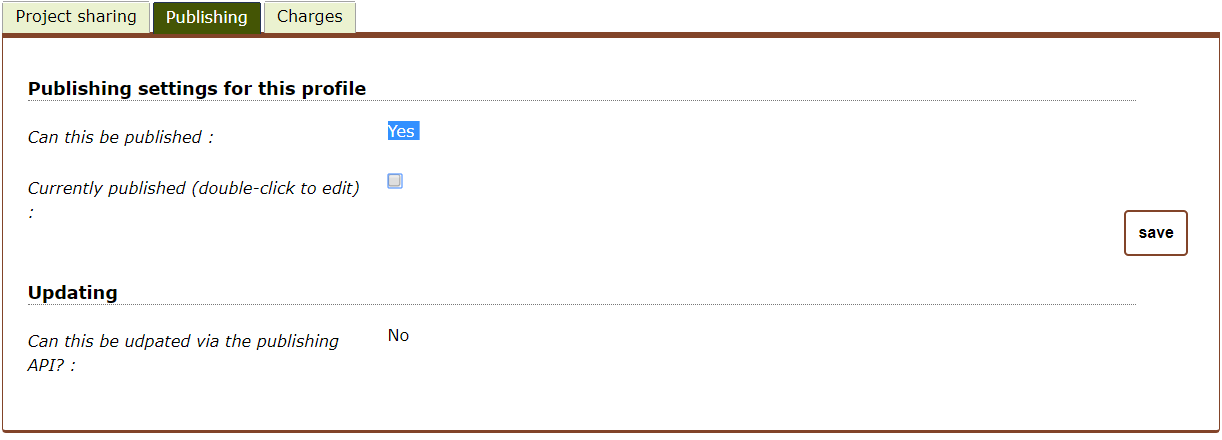 Project sharing
Publishing
Charges
Publishing settings for this profile
Can this be published :
Yes
Currently published (double-click to edit)
:
save
Updating
Can this be udpated via the publishing
API? :
No